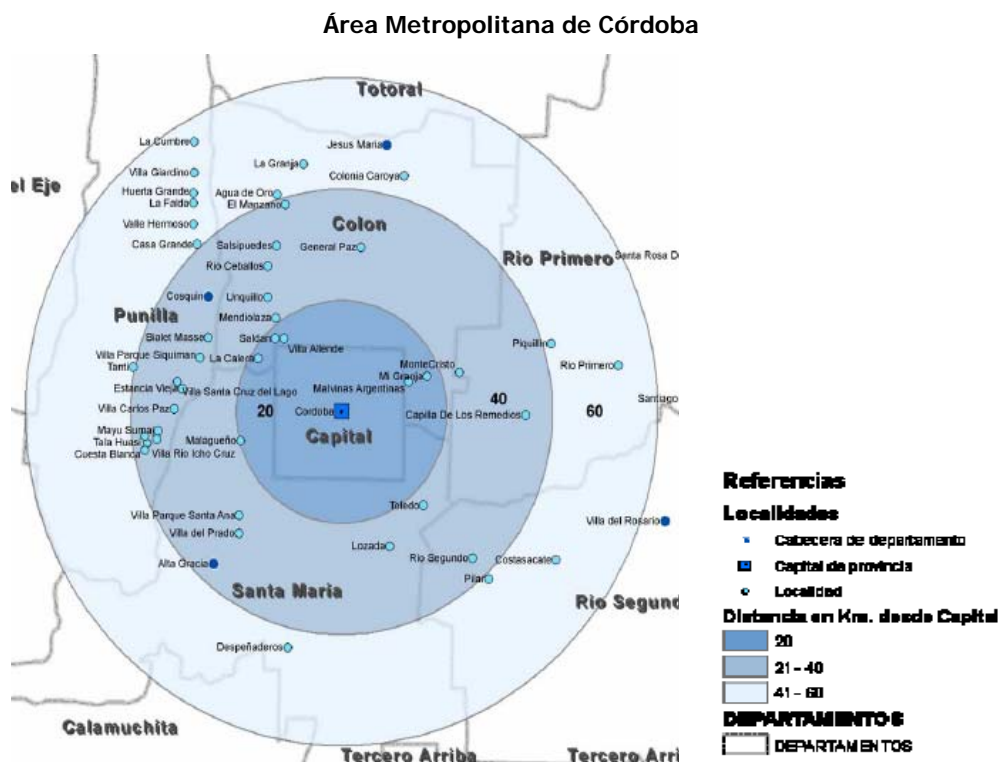 Área Metropolitana de Córdoba
Totoral
La Cumbre
Jesus Maria
La Granja
Villa Giardino
Colonia Caroya
el Eje
Huerta Grande
Agua de Oro
La Falda
El Manzano
Valle Hermoso
Colon
Casa Grande
Salsipuedes
General Paz
Rio Primero
Santa Rosa D
Rio Ceballos
Cosquin
Unquillo
Punilla
Mendiolaza
Bialet Masse
Saldan
Villa Allende
Piquillin
Villa Parque Siquiman
La Calera
MonteCristo
Tanti
Rio Primero
Mi Granja
Estancia Vieja
Villa Santa Cruz del Lago
Malvinas Argentinas
40
Santiago
Villa Carlos Paz
20
Cordoba
Capilla De Los Remedios
60
Mayu Sumaj
Capital
Tala Huasi
Malagueño
Cuesta Blanca
Villa Rio Icho Cruz
Referencias
Toledo
Localidades
Villa Parque Santa Ana
Villa del Rosario
Villa del Prado
Cabecera de departamento
Lozada
Rio Segundo
Costasacate
Alta Gracia
Capital de provincia
Pilar
Santa Maria
Localidad
Rio Segund
Distancia en Km. desde Capital
20
Despeñaderos
21 - 40
41 - 60
Calamuchita
DEPARTAMENTOS
DEPARTAMENTOS
Tercero Arriba
Tercero Arri